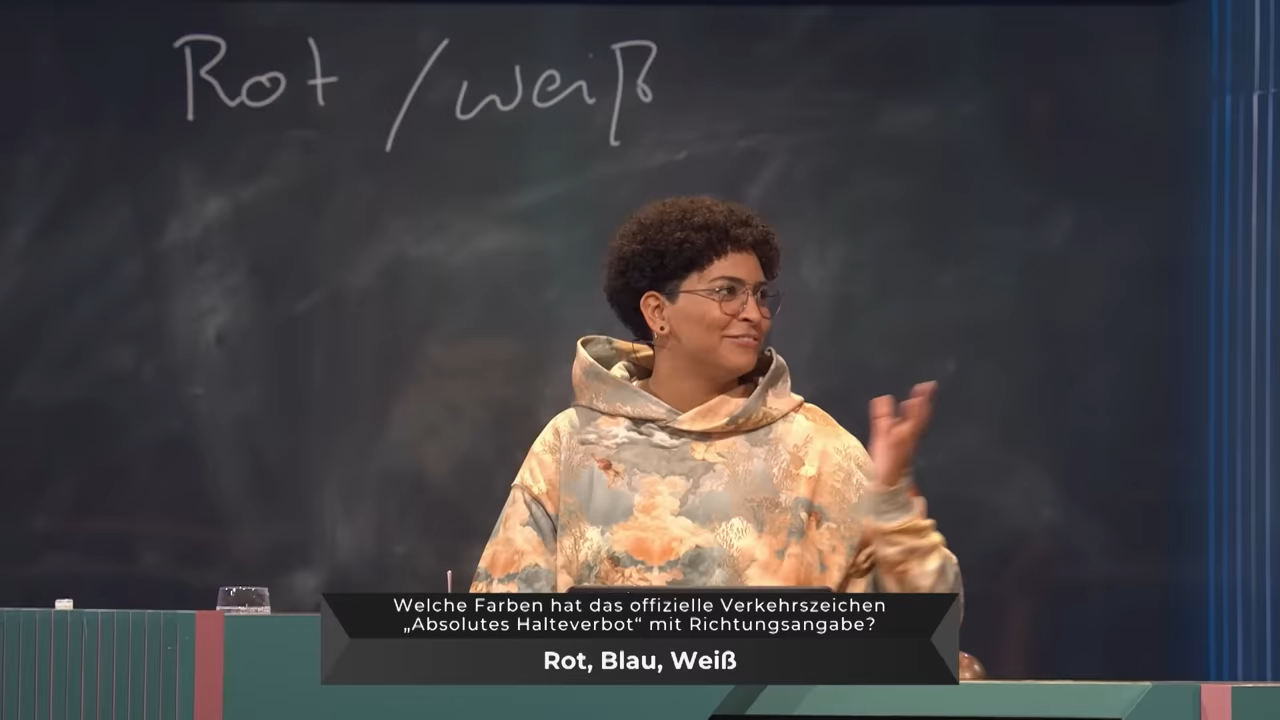 Rot /weiß
Welche Farben hat das offizielle Verkehrszeichen
„Absolutes Halteverbot“ mit Richtungsangabe?
Rot, Blau, Weiß